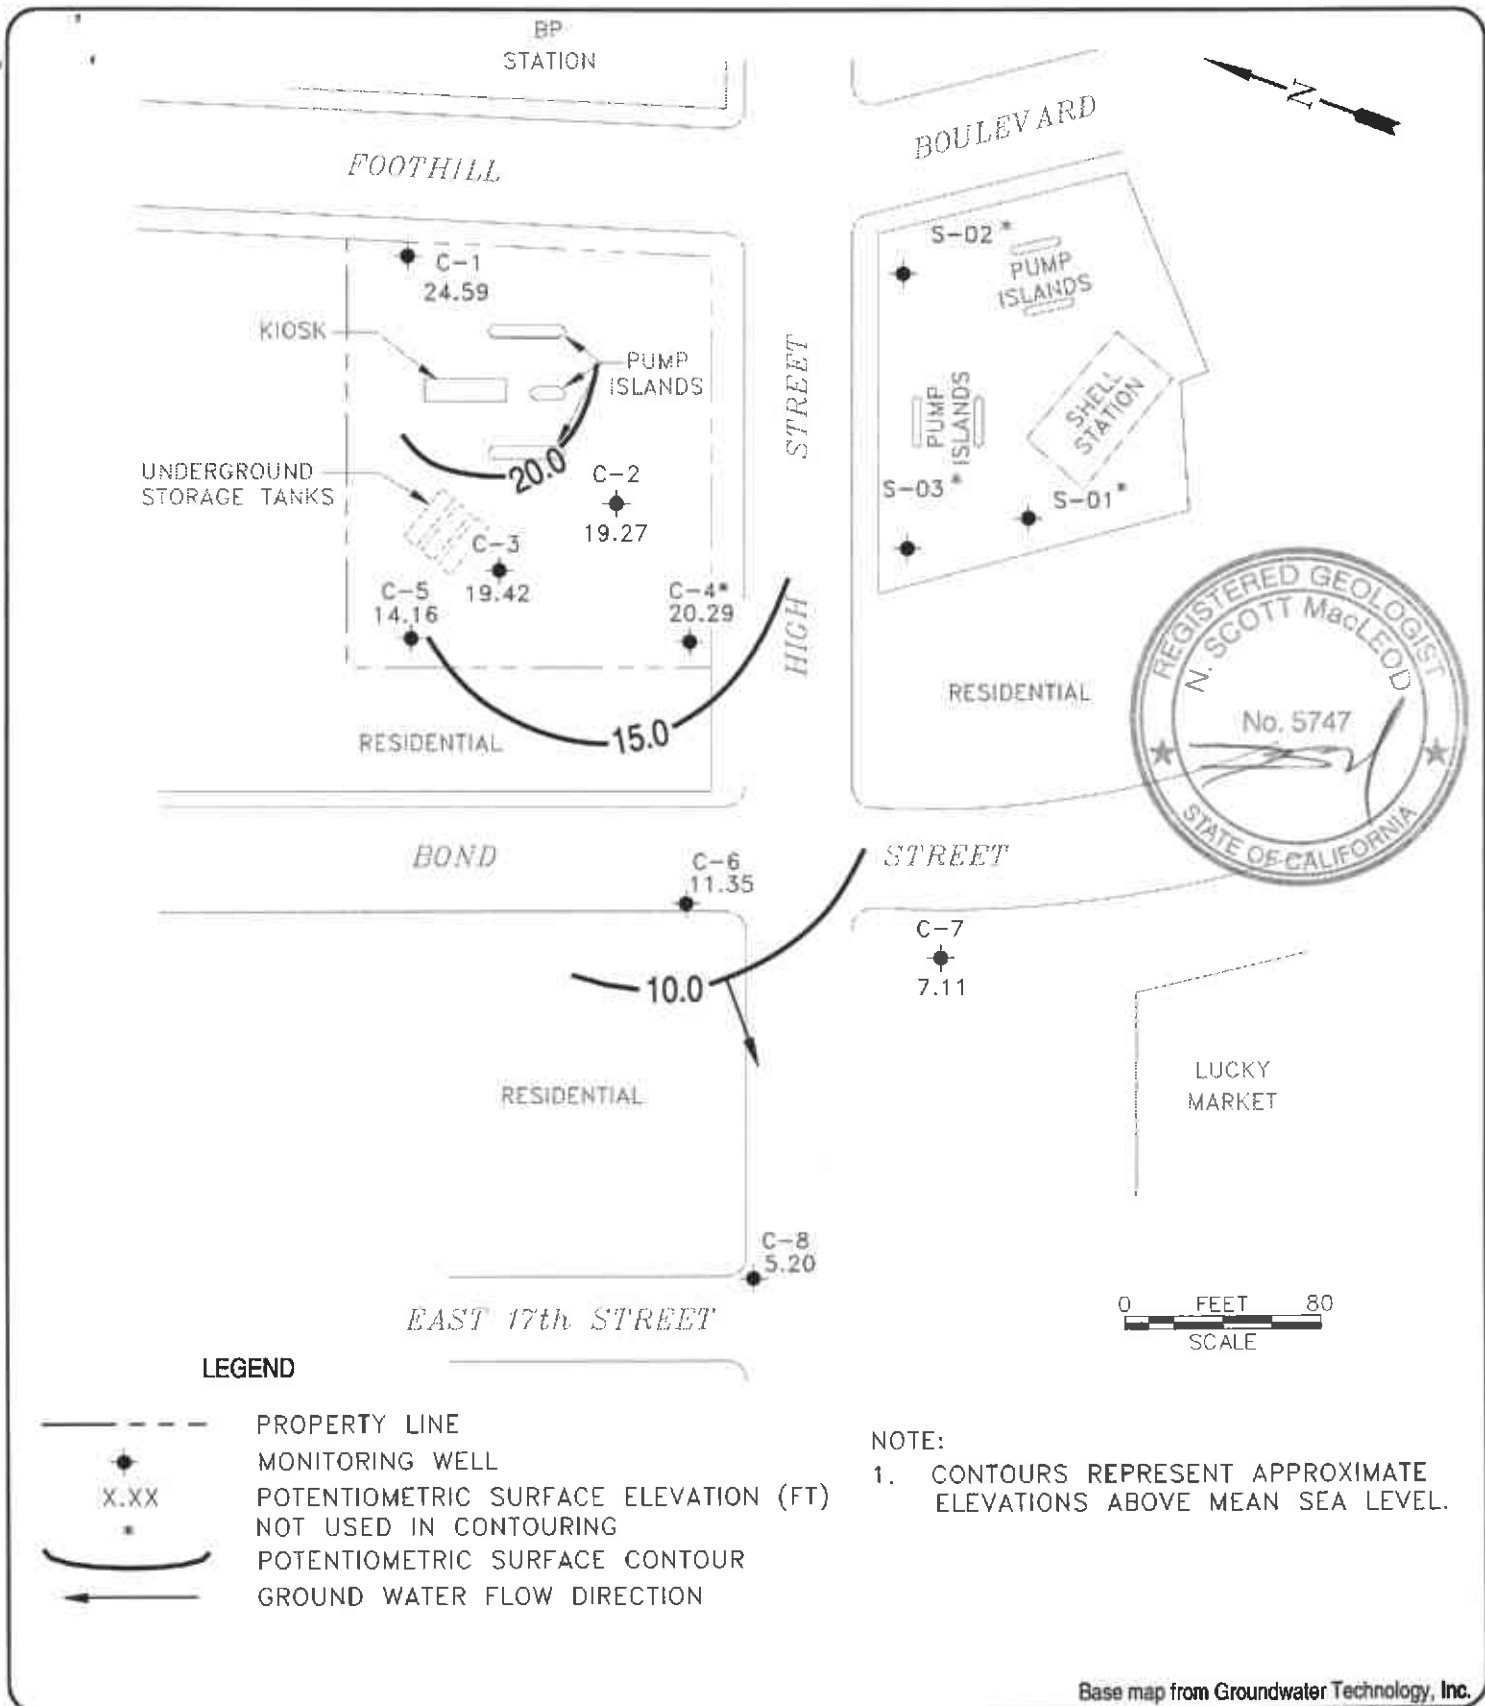 BP
STATION
FOOTHILL
BOULEVARD
N
C-1
24.59
S-02*
PUMP
ISLANDS
KIOSK
PUMP
ISLANDS
STREET
PUMP
ISLANDS
SHELL
STATION
UNDERGROUND
STORAGE TANKS
20.0
C-2
19.27
S-03*
S-01*
C-3
19.42
C-5
14.16
C-4*
20.29
HIGH
REGISTERED GEOLOGIST
N. SCOTT MacLEOD
No. 5747
STATE OF CALIFORNIA
RESIDENTIAL
RESIDENTIAL
15.0
BOND
STREET
C-6
11.35
C-7
7.11
10.0
RESIDENTIAL
LUCKY
MARKET
C-8
5.20
EAST 17th STREET
0 FEET 80
SCALE
LEGEND
PROPERTY LINE
MONITORING WELL
X.XX POTENTIOMETRIC SURFACE ELEVATION (FT)
* NOT USED IN CONTOURING
POTENTIOMETRIC SURFACE CONTOUR
GROUND WATER FLOW DIRECTION
NOTE:
1. CONTOURS REPRESENT APPROXIMATE
ELEVATIONS ABOVE MEAN SEA LEVEL.
Base map from Groundwater Technology, Inc.